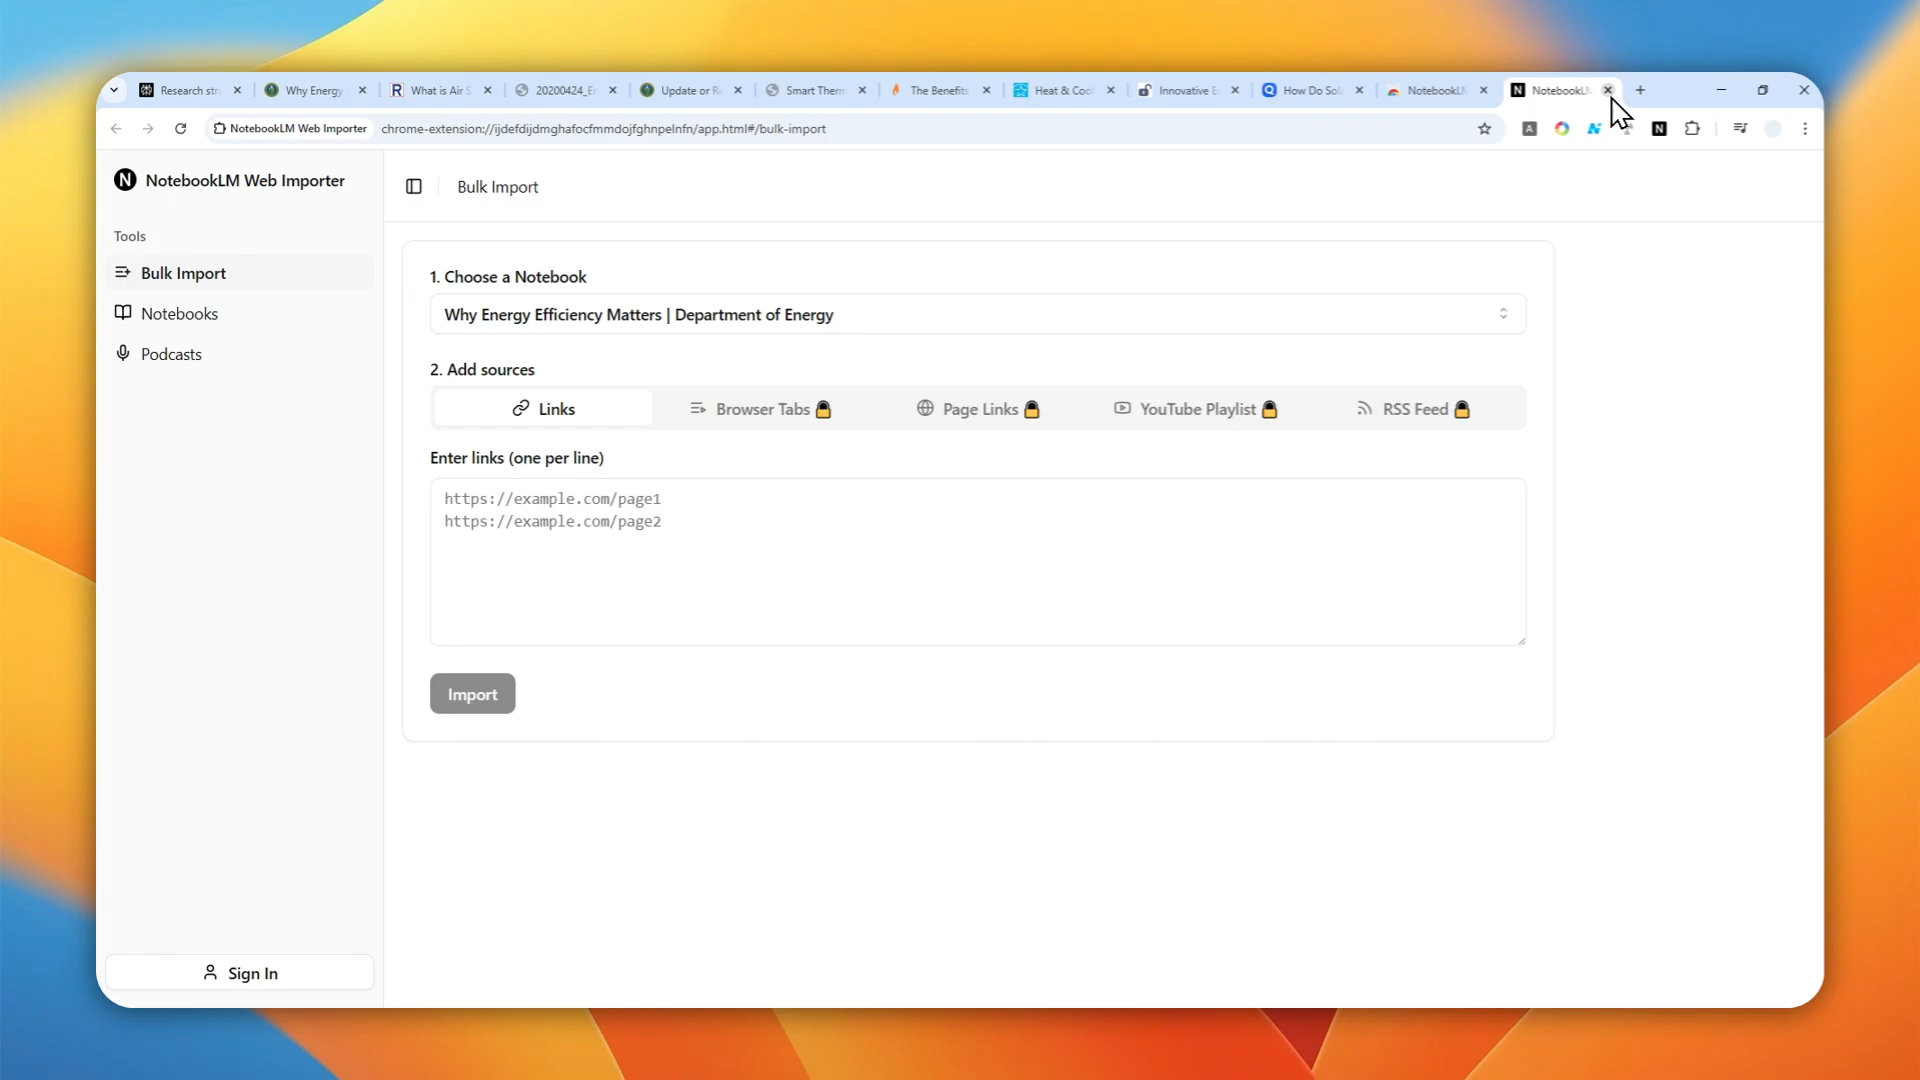 Research str
Why Energy
What is Air S
20200424_E
Update or R
Smart Therm
The Benefits
Heat & Cool
Innovative E
How Do Sol
NotebookL
NotebookLM
NotebookLM Web Importer
chrome-extension://ijdefdijdmghafocfmmdojfghnpelnfn/app.html#/bulk-import
A
N
N
NotebookLM Web Importer
Bulk Import
Tools
Bulk Import
Notebooks
Podcasts
1. Choose a Notebook
Why Energy Efficiency Matters | Department of Energy
2. Add sources
Links
Browser Tabs
Page Links
YouTube Playlist
RSS Feed
Enter links (one per line)
https://example.com/page1
https://example.com/page2
Import
Sign In